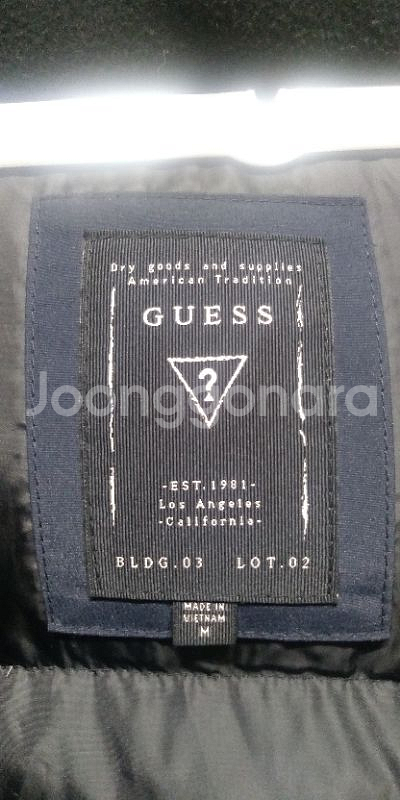 Dry goods and supplies
American Tradition
GUESS
?
Joonggonara
-EST.1981-
Los Angeles
-California-
BLDG.03 LOT.02
MADE IN
VIETNAM
M